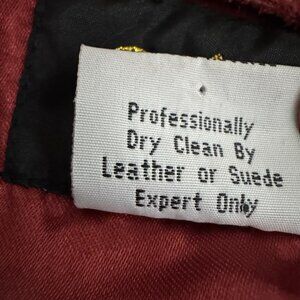 Professionally
Dry Clean By
Leather or Suede
Expert Only